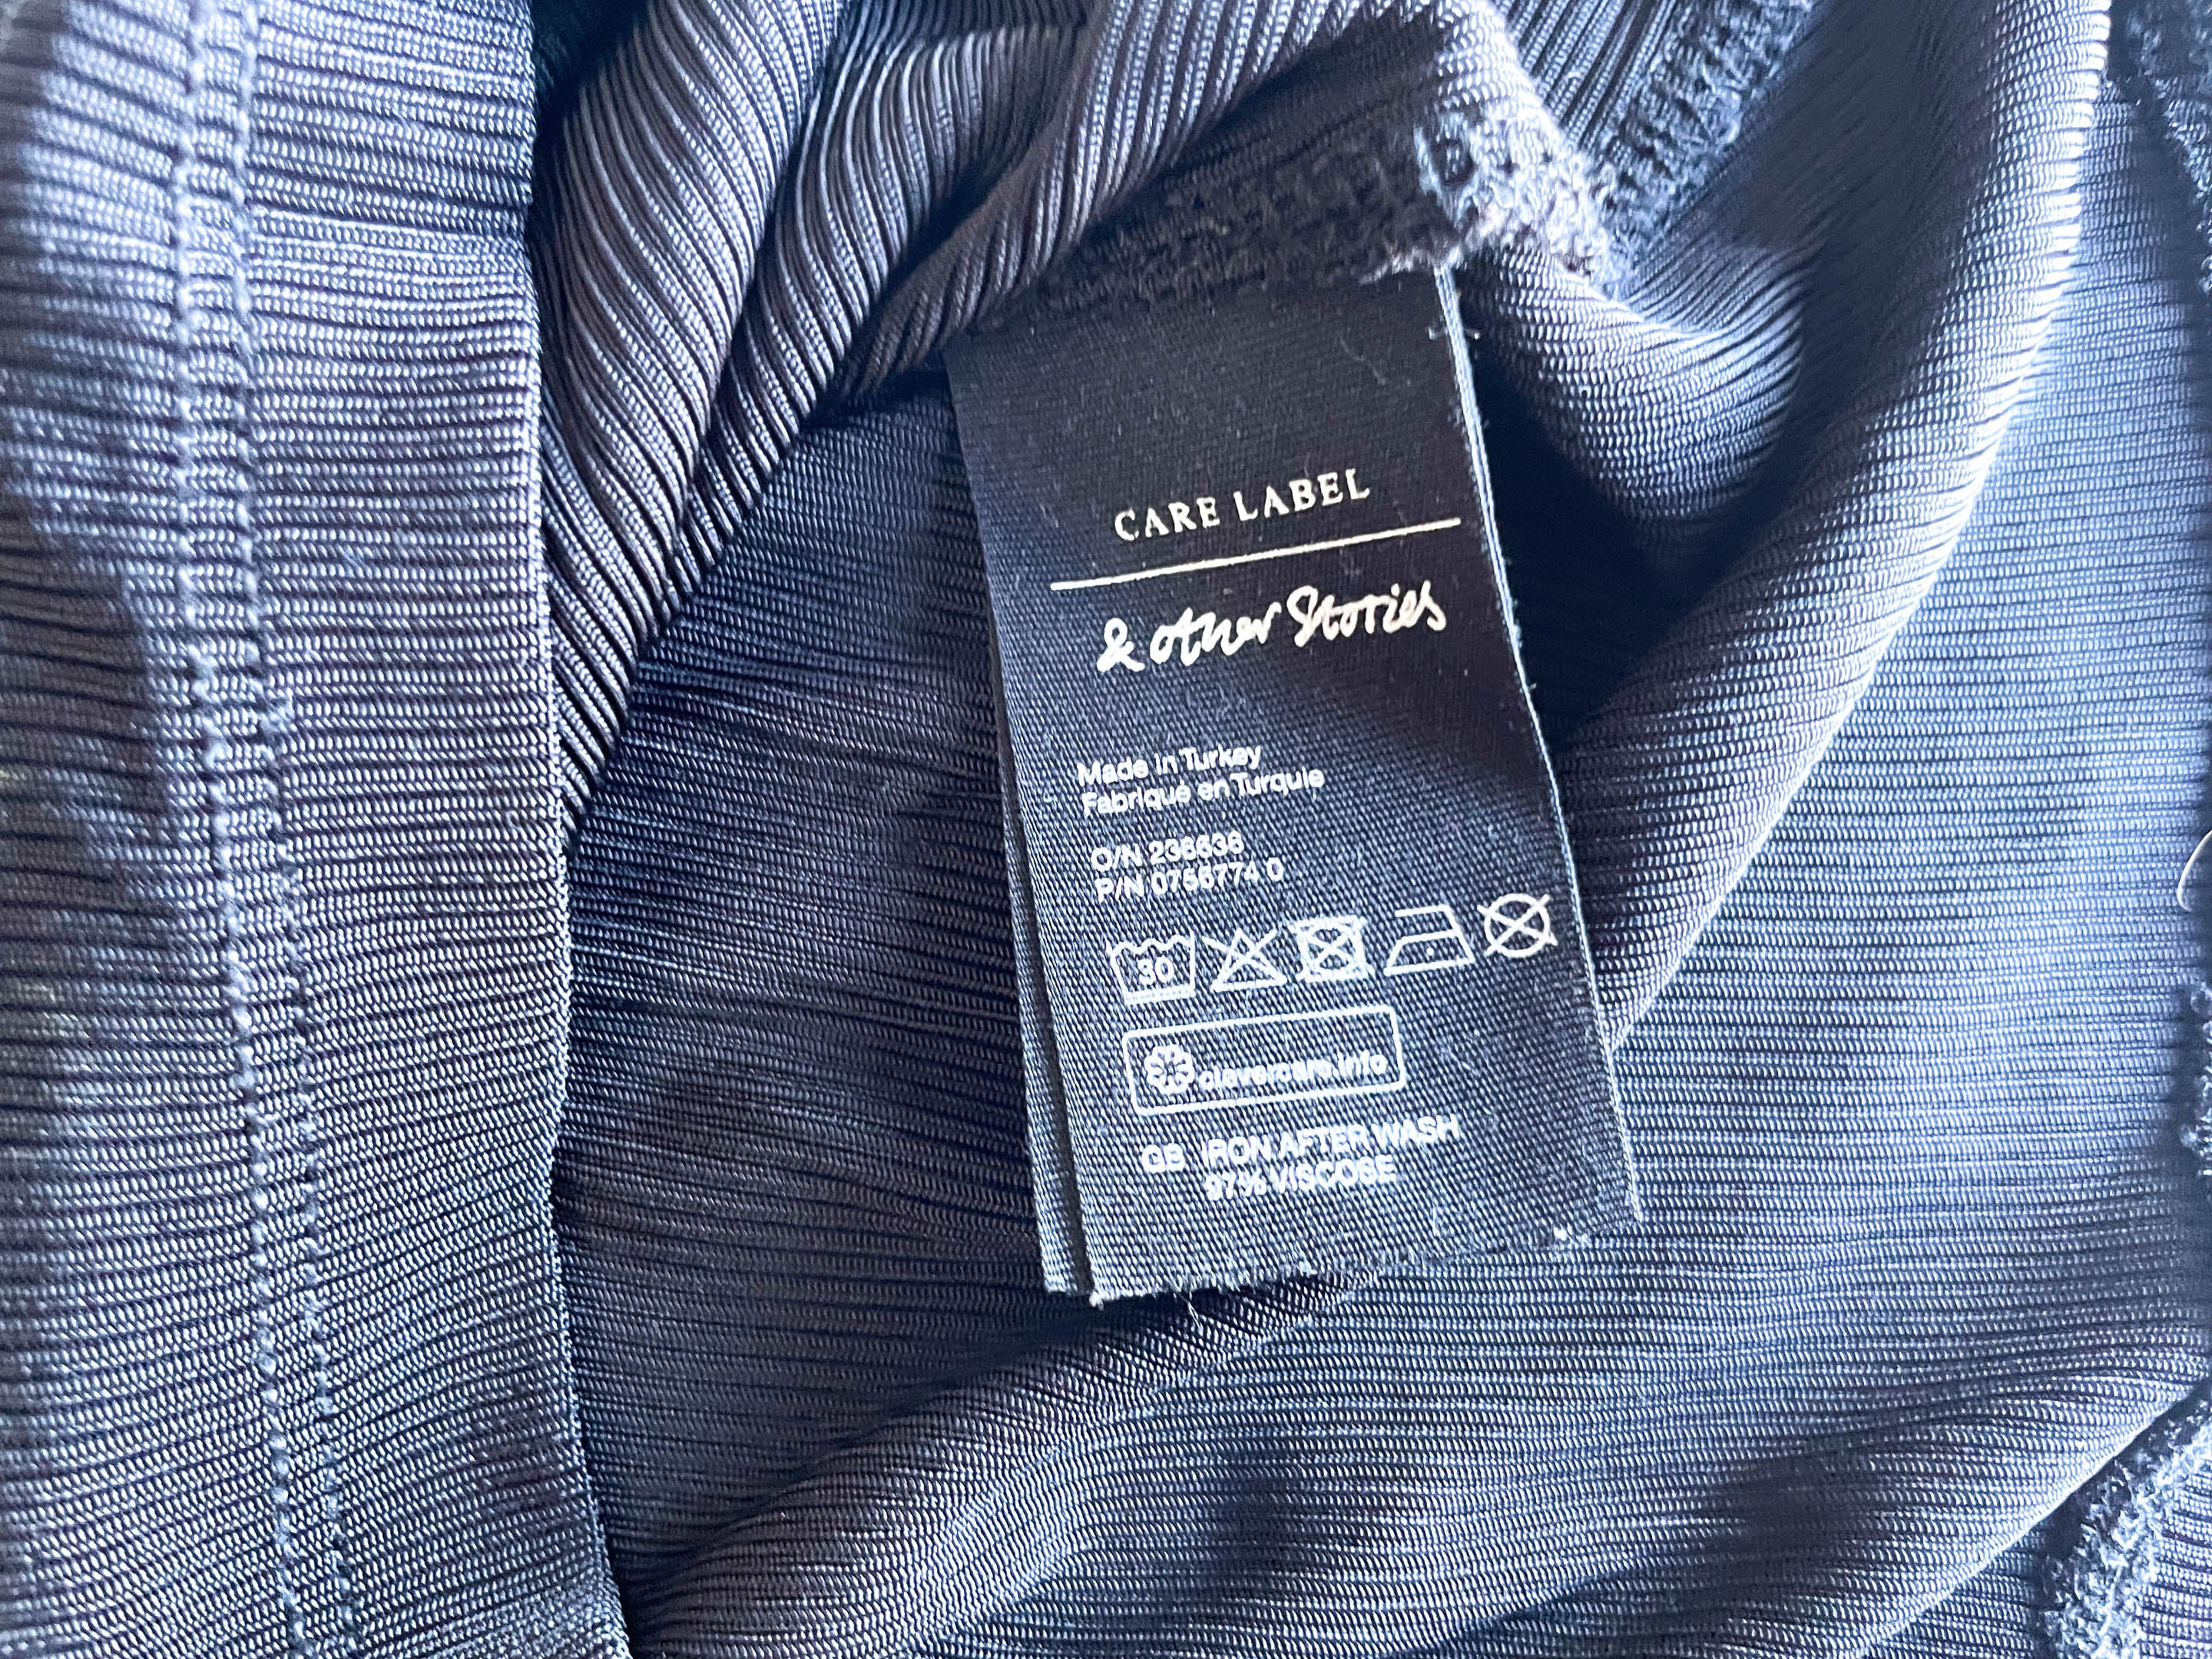 CARE LABEL
& other Stories
Made in Turkey
Fabriqué en Turquie
O/N 236636
P/N 0756774 0
30
clevercare.info
GB IRON AFTER WASH
97% VISCOSE